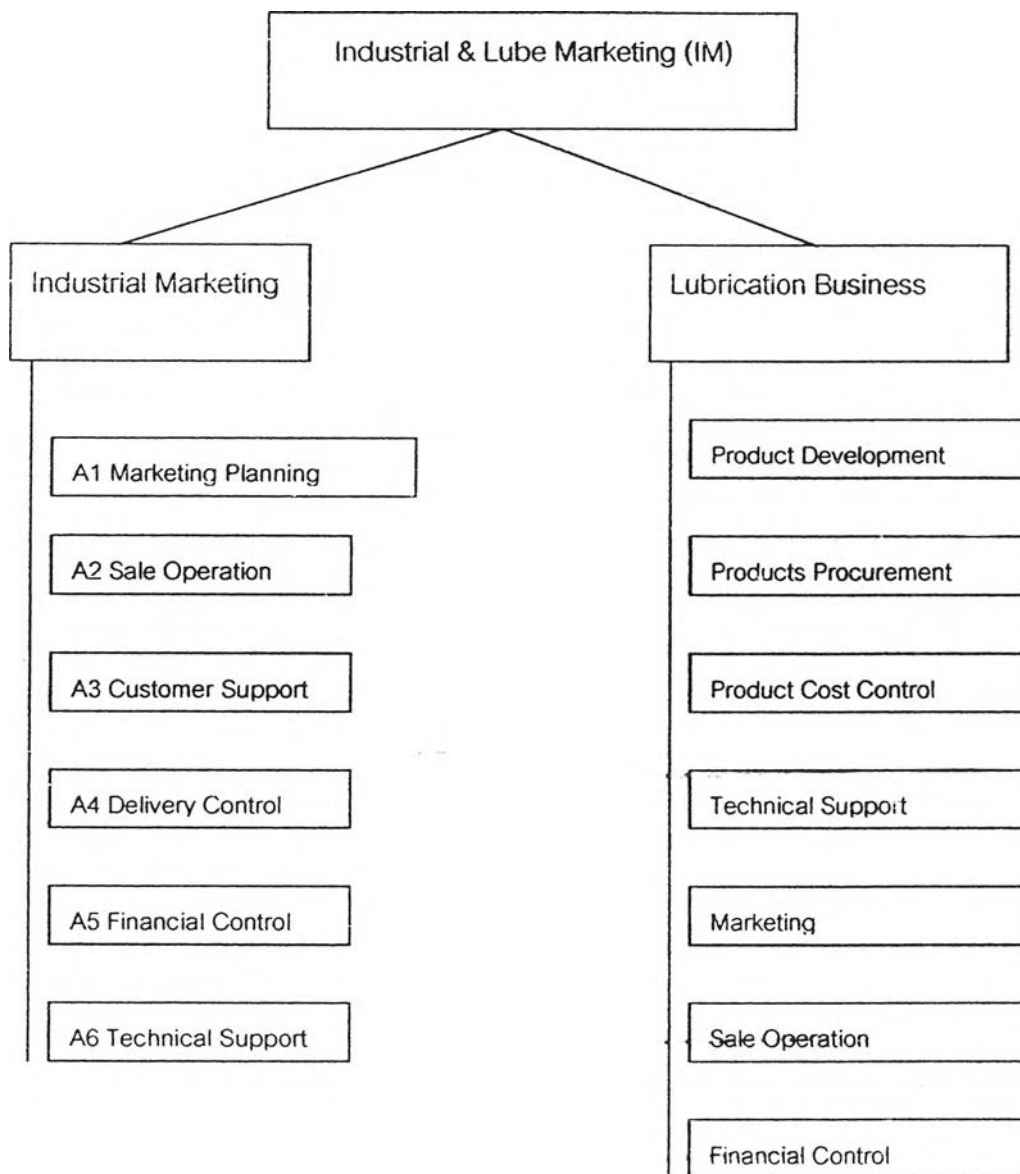 Industrial & Lube Marketing (IM)
Industrial Marketing
A1 Marketing Planning
A2 Sale Operation
A3 Customer Support
A4 Delivery Control
A5 Financial Control
A6 Technical Support
Lubrication Business
Product Development
Products Procurement
Product Cost Control
Technical Support
Marketing
Sale Operation
Financial Control